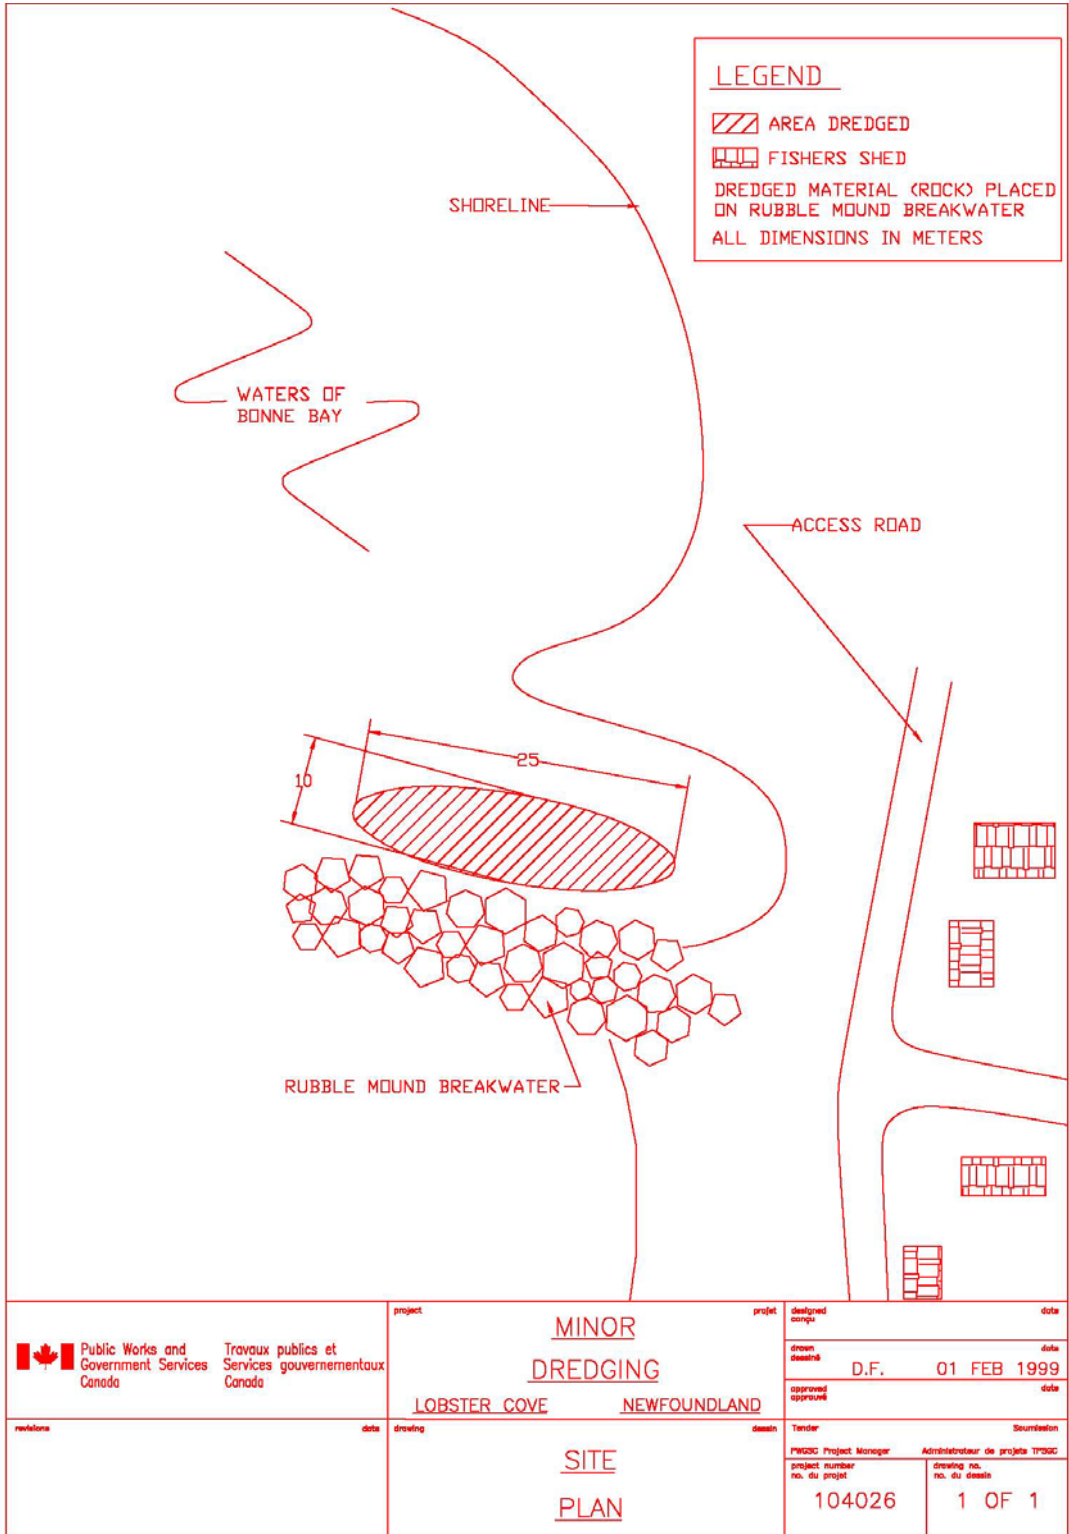 LEGEND
AREA DREDGED
FISHERS SHED
DREDGED MATERIAL (ROCK) PLACED
ON RUBBLE MOUND BREAKWATER
ALL DIMENSIONS IN METERS
SHORELINE
WATERS OF
BONNE BAY
ACCESS ROAD
25
10
RUBBLE MOUND BREAKWATER
Public Works and
Government Services
Canada
Travaux publics et
Services gouvernementaux
Canada
revisions date
project projet
MINOR
DREDGING
LOBSTER COVE NEWFOUNDLAND
drawing dessin
SITE
PLAN
designed date
conçu
drawn date
dessiné
D.F. 01 FEB 1999
approved date
approuvé
Tender Soumission
PWGSC Project Manager Administrateur de projets TPSGC
project number
no. du projet
104026
drawing no.
no. du dessin
1 OF 1